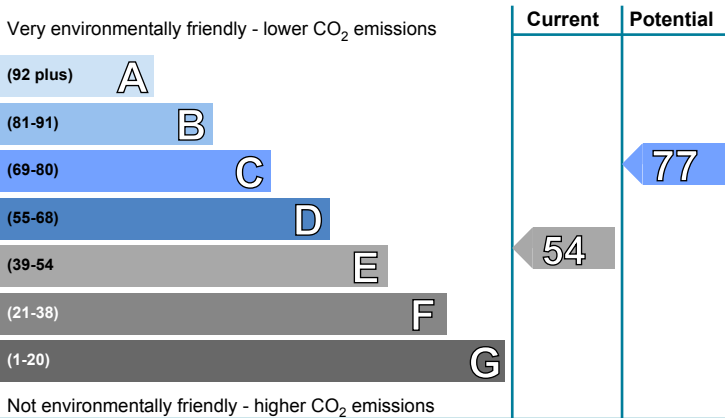 Current Potential
Very environmentally friendly - lower CO2 emissions
(92 plus) A
(81-91) B
(69-80) C
77
(55-68) D
(39-54 E
54
(21-38) F
(1-20) G
Not environmentally friendly - higher CO2 emissions